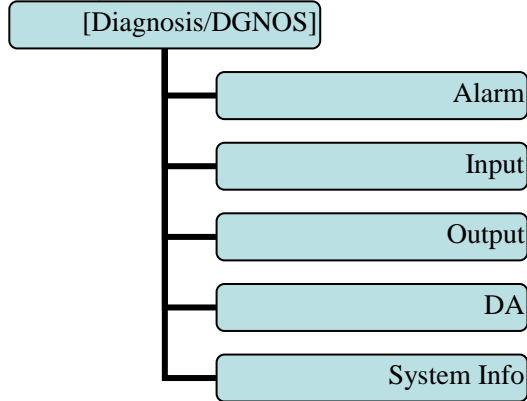 [Diagnosis/DGNOS]
Alarm
Input
Output
DA
System Info